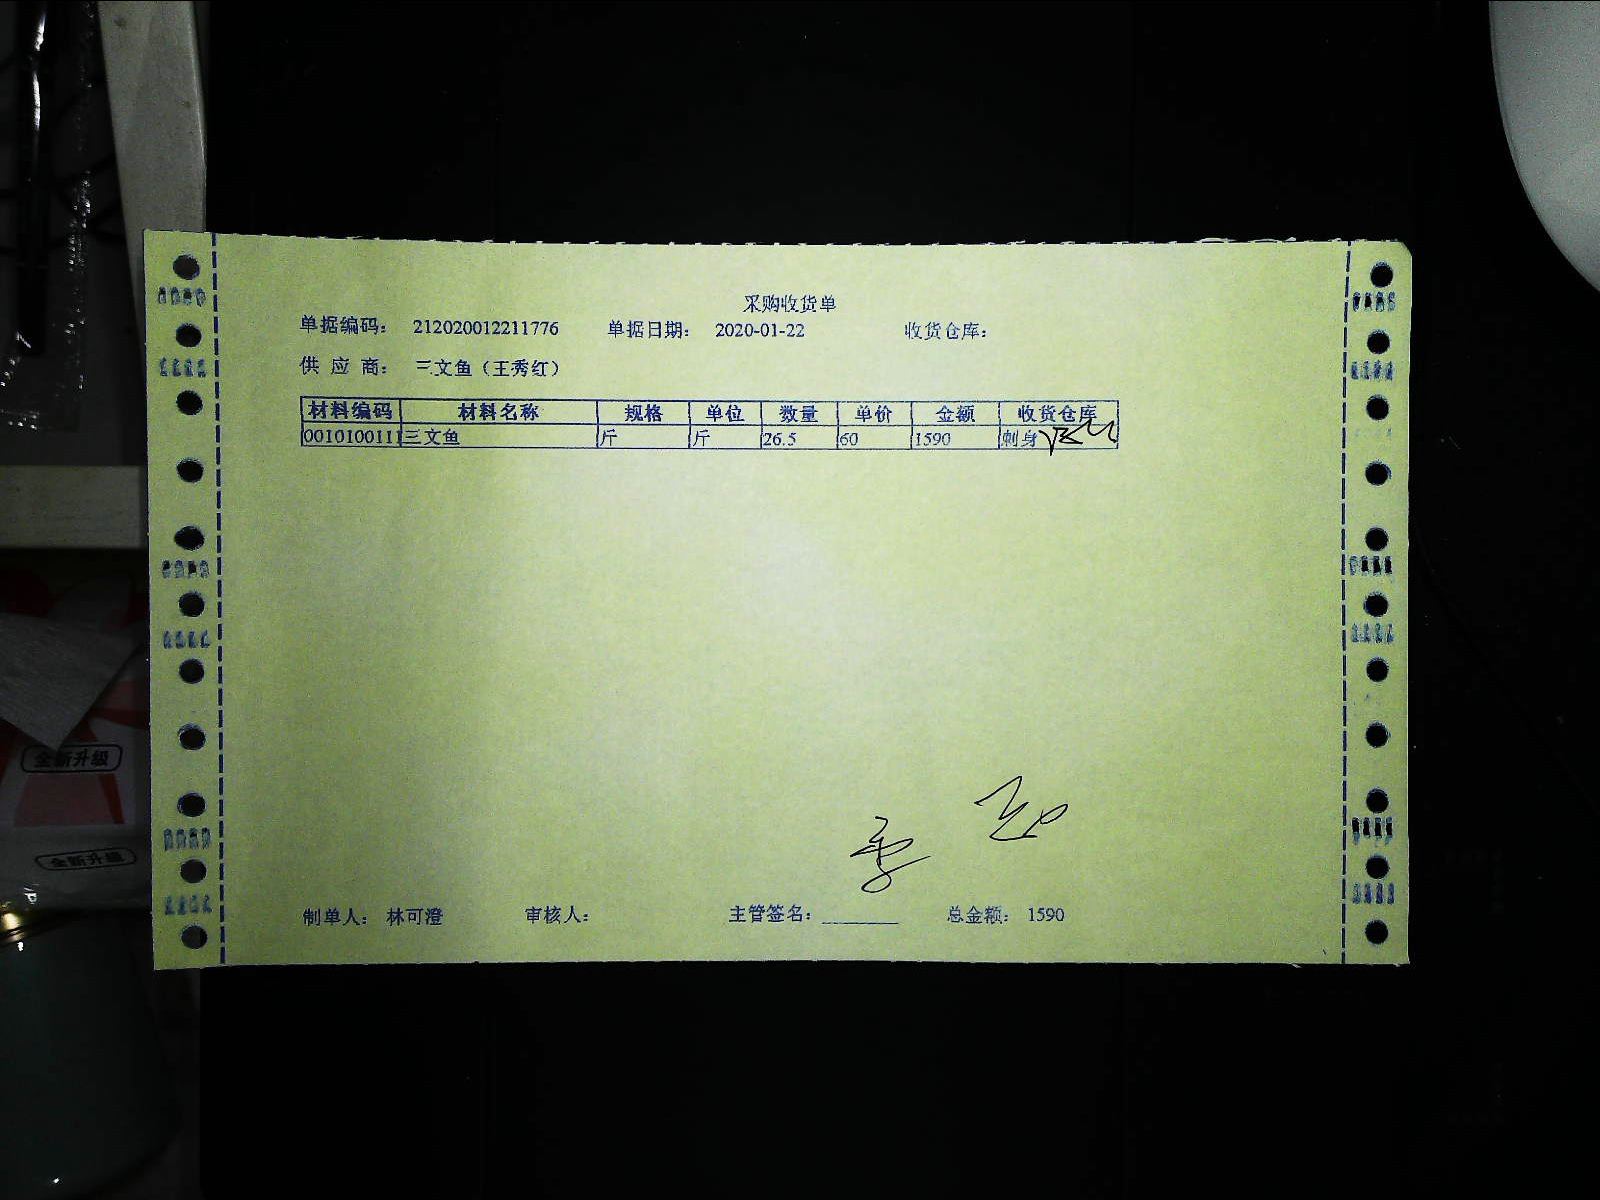 采购收货单
单据编码： 212020012211776 单据日期： 2020-01-22 收货仓库：
供 应 商： 三文鱼（王秀红）
材料编码 材料名称 规格 单位 数量 单价 金额 收货仓库
0010100111 三文鱼 斤 斤 26.5 60 1590 刺身
制单人： 林可澄 审核人： 主管签名：________ 总金额： 1590
全新升级
全新升级